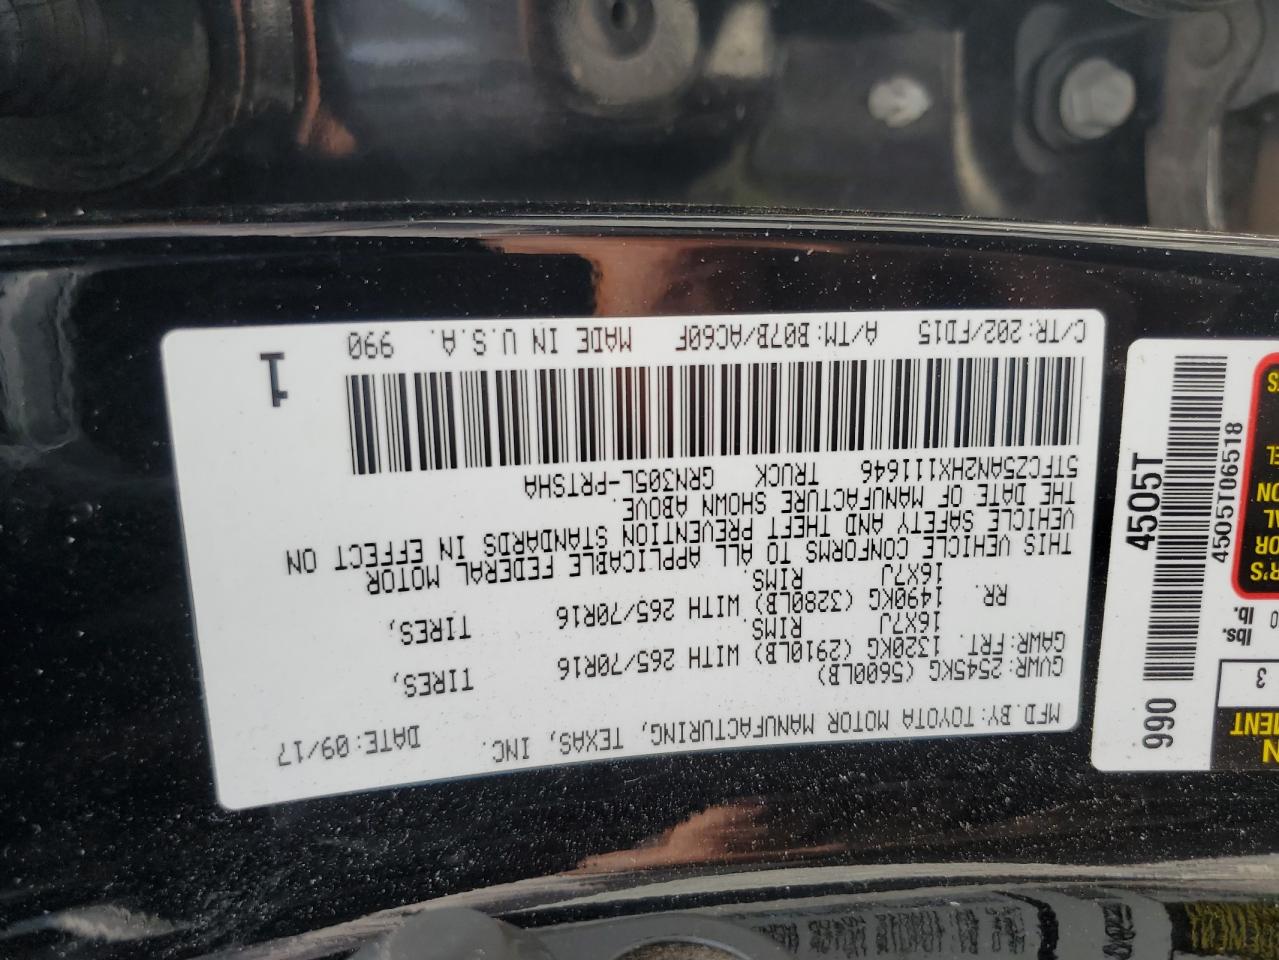 MFD.BY:TOYOTA MOTOR MANUFACTURING, TEXAS, INC. DATE:09/17
GVWR:2545KG (5600LB)
GAWR:FRT. 1320KG (2910LB) WITH 265/70R16 TIRES,
16X7J RIMS.
RR. 1490KG (3280LB) WITH 265/70R16 TIRES,
16X7J RIMS.
THIS VEHICLE CONFORMS TO ALL APPLICABLE FEDERAL MOTOR
VEHICLE SAFETY AND THEFT PREVENTION STANDARDS IN EFFECT ON
THE DATE OF MANUFACTURE SHOWN ABOVE.
5TFCZ5AN2HX111646 TRUCK GRN305L-PRTSHA
C/TR:202/FD15 A/TM:B07B/AC60F MADE IN U.S.A. 990
1
990
4505T
4505T06518
lbs.
lb.
3